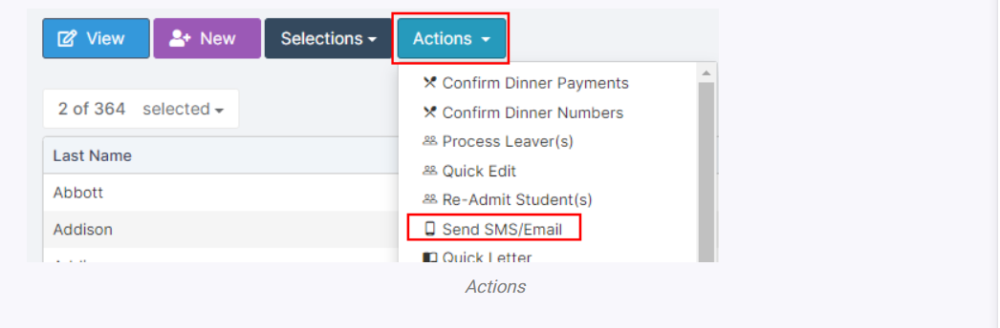 View New Selections Actions
Confirm Dinner Payments
2 of 364 selected
Confirm Dinner Numbers
Process Leaver(s)
Last Name
Quick Edit
Abbott
Re-Admit Student(s)
Addison
Send SMS/Email
Quick Letter
Actions